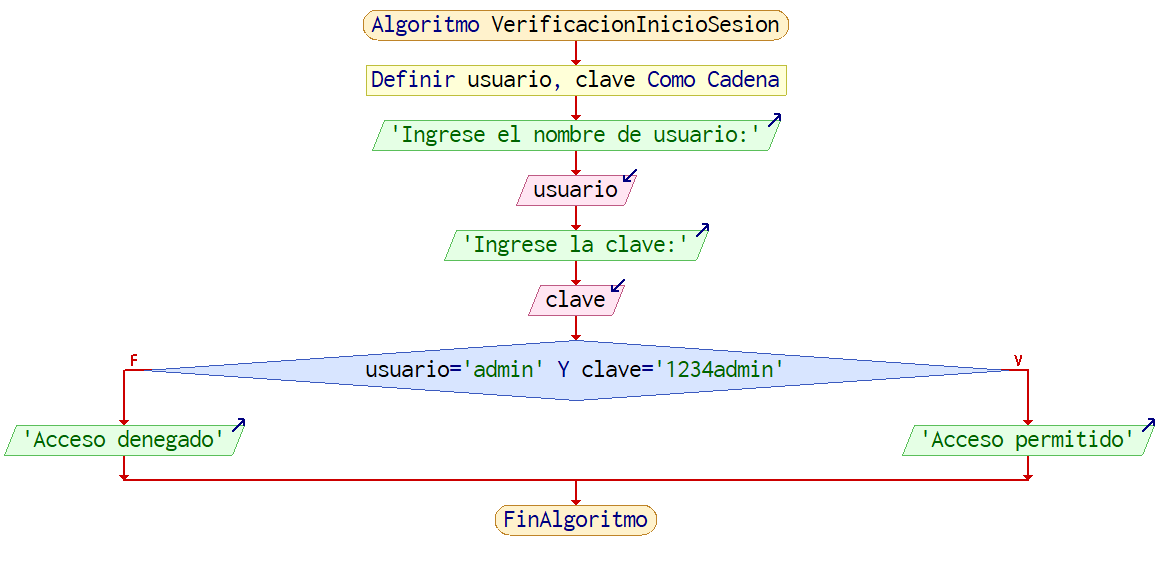 Algoritmo VerificacionInicioSesion
Definir usuario, clave Como Cadena
'Ingrese el nombre de usuario:'
usuario
'Ingrese la clave:'
clave
F
V
usuario='admin' Y clave='1234admin'
'Acceso denegado'
'Acceso permitido'
FinAlgoritmo